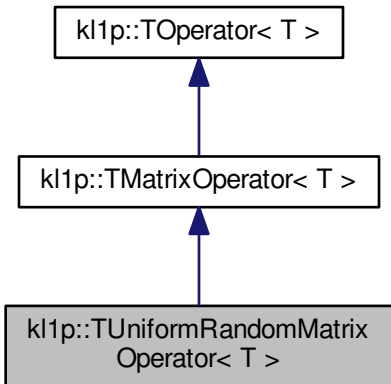 kl1p::TOperator< T >
kl1p::TMatrixOperator< T >
kl1p::TUniformRandomMatrix
Operator< T >